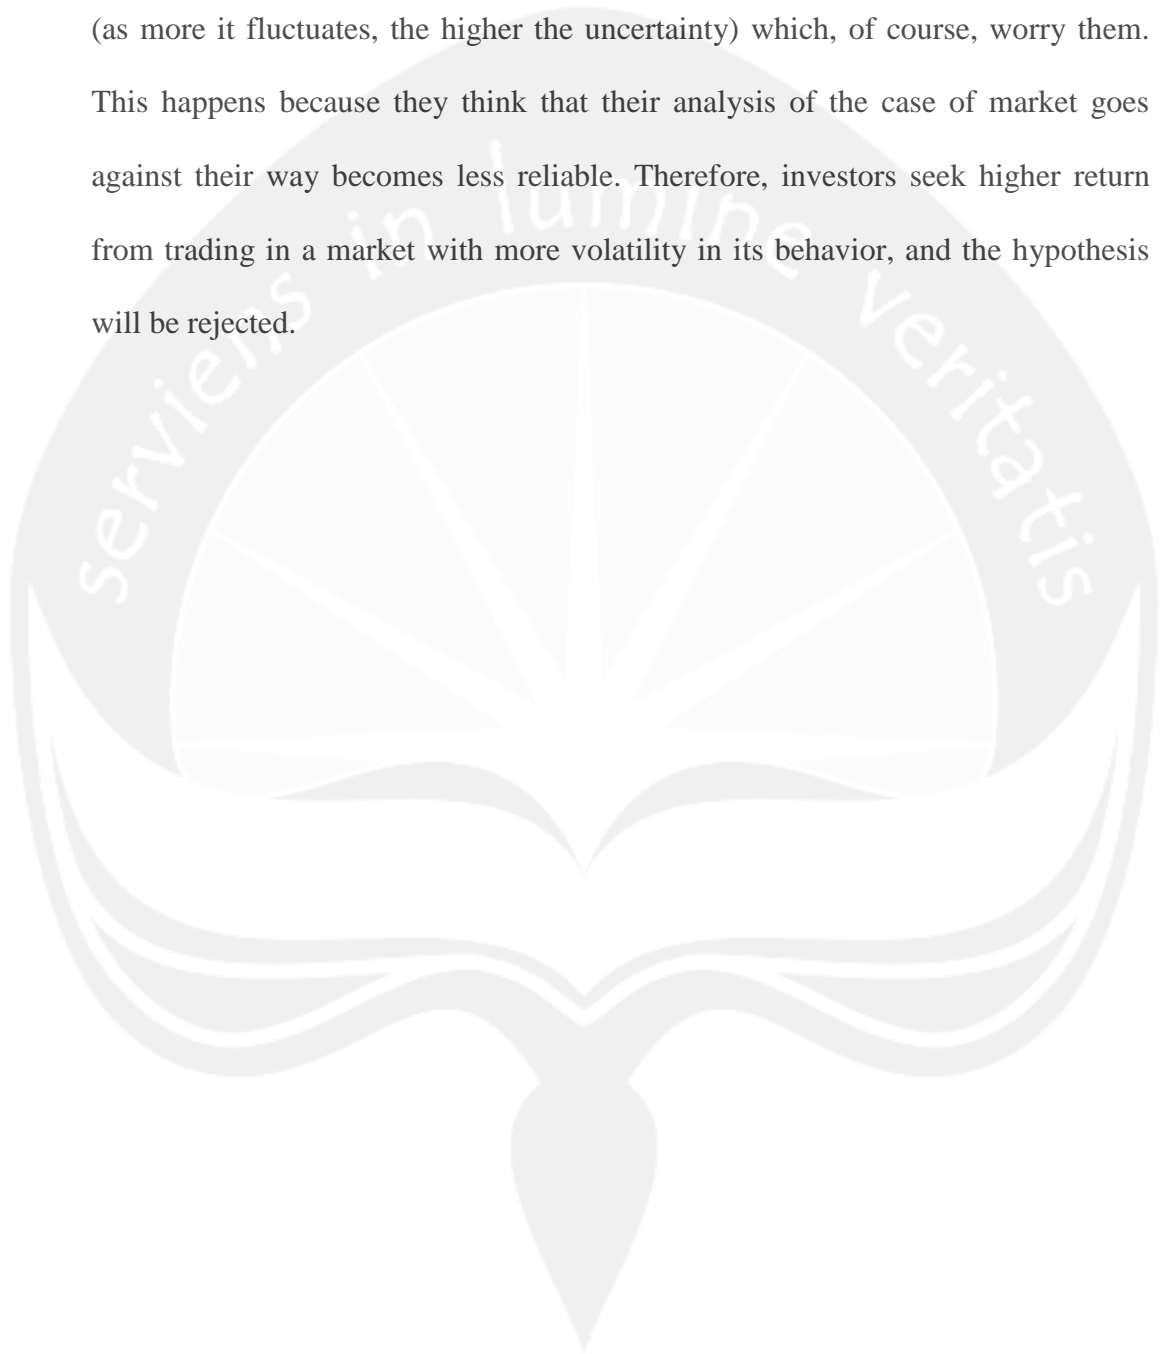 (as more it fluctuates, the higher the uncertainty) which, of course, worry them.
This happens because they think that their analysis of the case of market goes
against their way becomes less reliable. Therefore, investors seek higher return
from trading in a market with more volatility in its behavior, and the hypothesis
will be rejected.
serviens in lumine veritatis